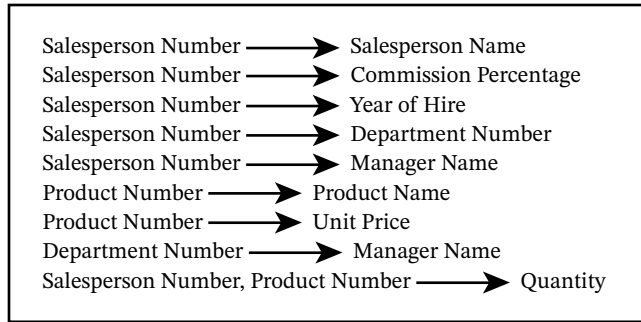 Salesperson Number → Salesperson Name
Salesperson Number → Commission Percentage
Salesperson Number → Year of Hire
Salesperson Number → Department Number
Salesperson Number → Manager Name
Product Number → Product Name
Product Number → Unit Price
Department Number → Manager Name
Salesperson Number, Product Number → Quantity